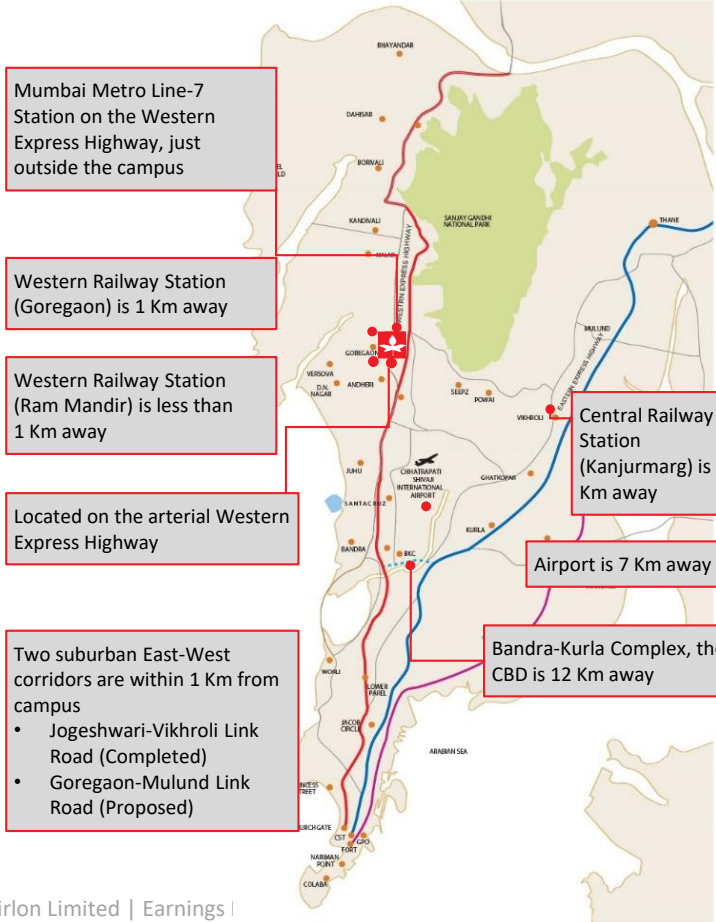 BHAYANDAR
Mumbai Metro Line-7
Station on the Western
Express Highway, just
outside the campus
DAHISAR
BORIVALI
KANDIVALI
SANJAY GANDHI
NATIONAL PARK
THANE
WESTERN EXPRESS HIGHWAY
Western Railway Station
(Goregaon) is 1 Km away
MULUND
EASTERN EXPRESS HIGHWAY
GOREGAON
Western Railway Station
(Ram Mandir) is less than
1 Km away
VERSOVA
D.N.
NAGAR
ANDHERI
SEEPZ
POWAI
VIKHROLI
Central Railway
Station
(Kanjurmarg) is
Km away
JUHU
CHHATRAPATI
SHIVAJI
INTERNATIONAL
AIRPORT
GHATKOPAR
Located on the arterial Western
Express Highway
SANTACRUZ
KURLA
BANDRA
BKC
Airport is 7 Km away
Bandra-Kurla Complex, the
CBD is 12 Km away
Two suburban East-West
corridors are within 1 Km from
campus
• Jogeshwari-Vikhroli Link
Road (Completed)
• Goregaon-Mulund Link
Road (Proposed)
WORLI
LOWER
PAREL
JACOB
CIRCLE
ARABIAN SEA
CST
GPO
FORT
NARIMAN
POINT
COLABA
Limited | Earnings